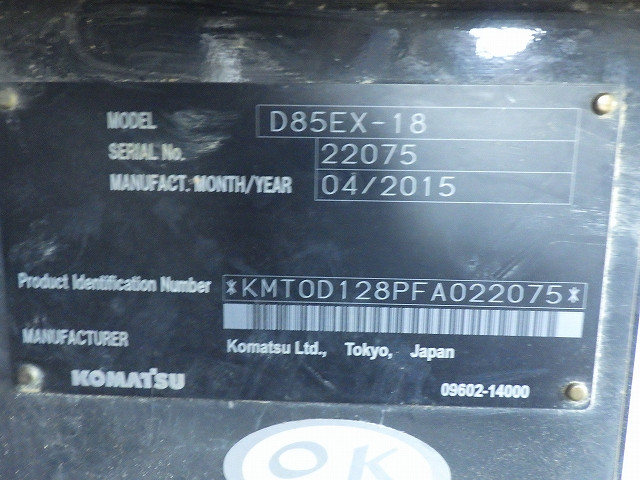 MODEL D85EX-18
SERIAL No. 22075
MANUFACT. MONTH/YEAR 04/2015
Product Identification Number *KMT0D128PFA022075*
MANUFACTURER Komatsu Ltd., Tokyo, Japan
KOMATSU 09602-14000
OK